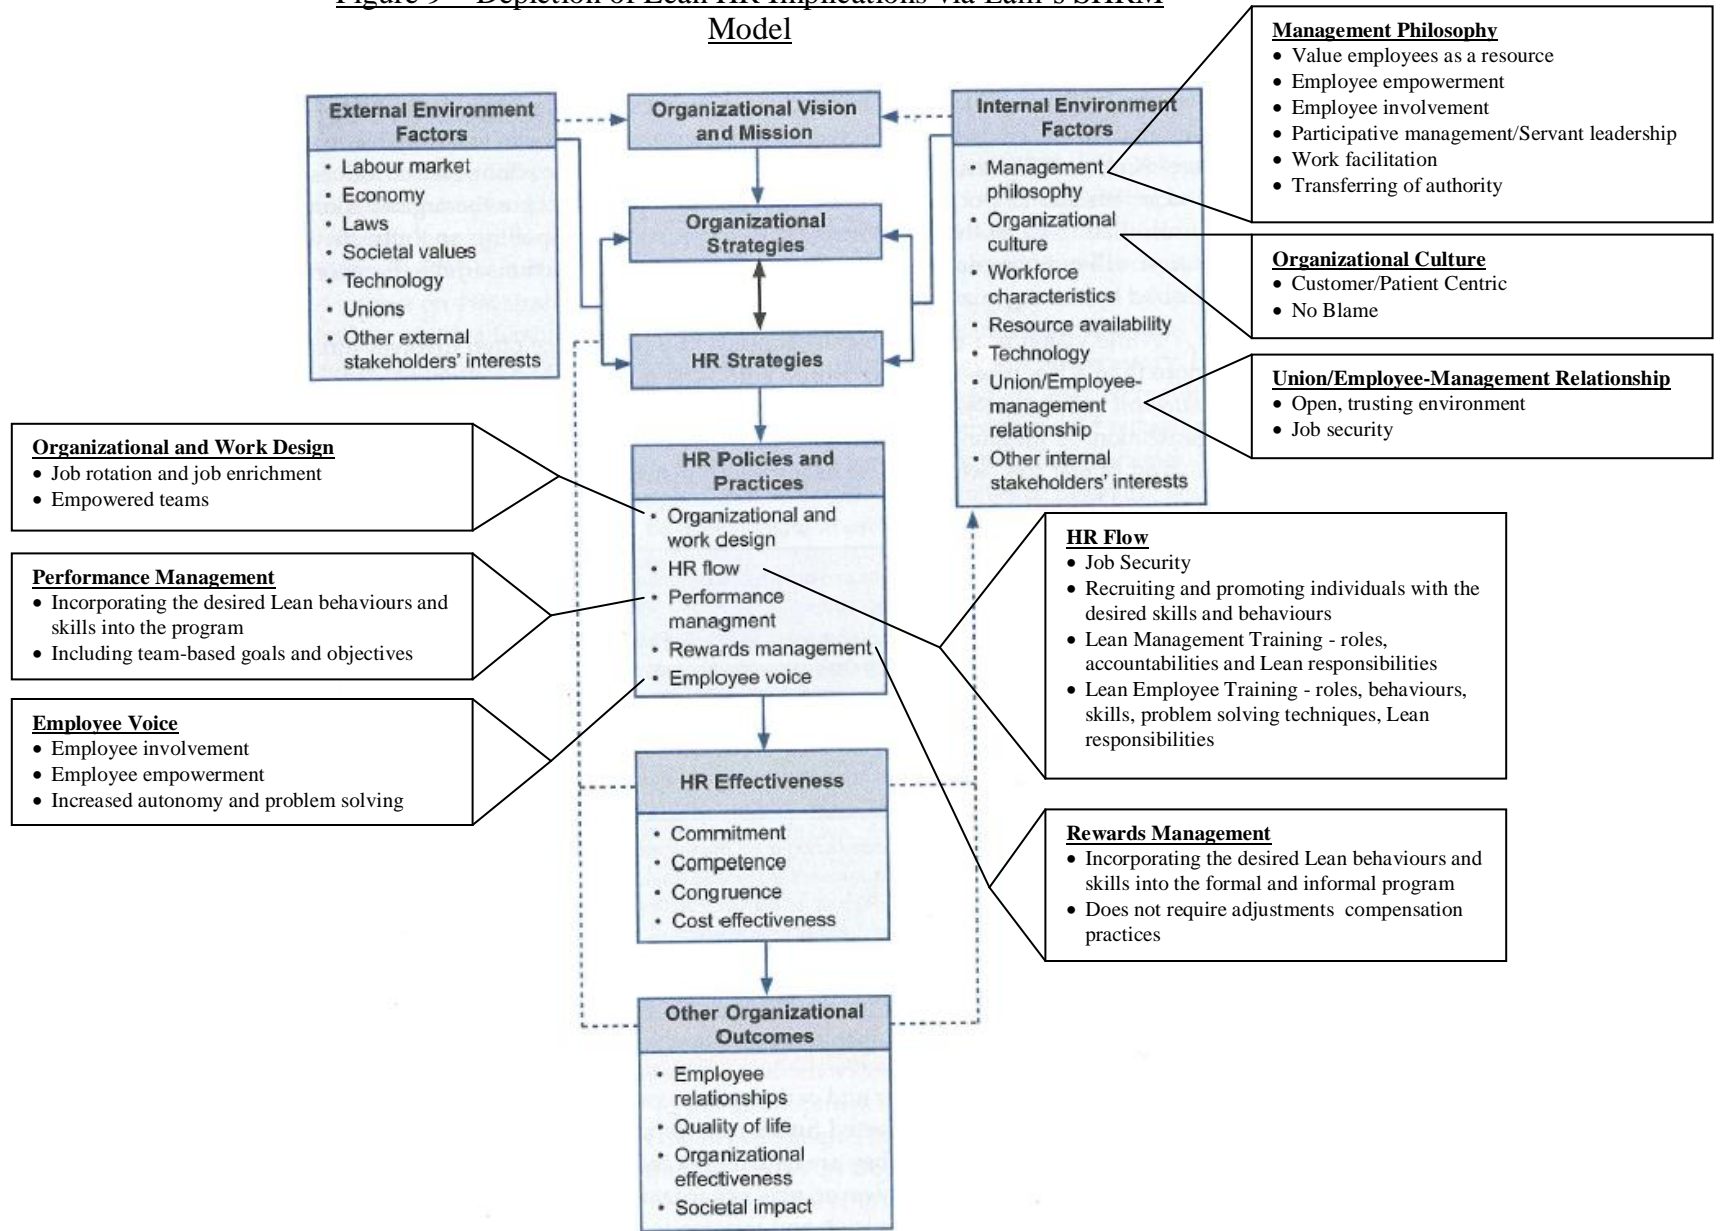 Figure 9 – Depiction of Lean HR Implications via Lam's SHRM
Model
External Environment
Factors
• Labour market
• Economy
• Laws
• Societal values
• Technology
• Unions
• Other external
stakeholders' interests
Organizational Vision
and Mission
Organizational
Strategies
HR Strategies
Internal Environment
Factors
• Management
philosophy
• Organizational
culture
• Workforce
characteristics
• Resource availability
• Technology
• Union/Employee-
management
relationship
• Other internal
stakeholders' interests
Management Philosophy
• Value employees as a resource
• Employee empowerment
• Employee involvement
• Participative management/Servant leadership
• Work facilitation
• Transferring of authority
Organizational Culture
• Customer/Patient Centric
• No Blame
Union/Employee-Management Relationship
• Open, trusting environment
• Job security
Organizational and Work Design
• Job rotation and job enrichment
• Empowered teams
Performance Management
• Incorporating the desired Lean behaviours and
skills into the program
• Including team-based goals and objectives
Employee Voice
• Employee involvement
• Employee empowerment
• Increased autonomy and problem solving
HR Policies and
Practices
• Organizational and
work design
• HR flow
• Performance
managment
• Rewards management
• Employee voice
HR Flow
• Job Security
• Recruiting and promoting individuals with the
desired skills and behaviours
• Lean Management Training - roles,
accountabilities and Lean responsibilities
• Lean Employee Training - roles, behaviours,
skills, problem solving techniques, Lean
responsibilities
Rewards Management
• Incorporating the desired Lean behaviours and
skills into the formal and informal program
• Does not require adjustments compensation
practices
HR Effectiveness
• Commitment
• Competence
• Congruence
• Cost effectiveness
Other Organizational
Outcomes
• Employee
relationships
• Quality of life
• Organizational
effectiveness
• Societal impact